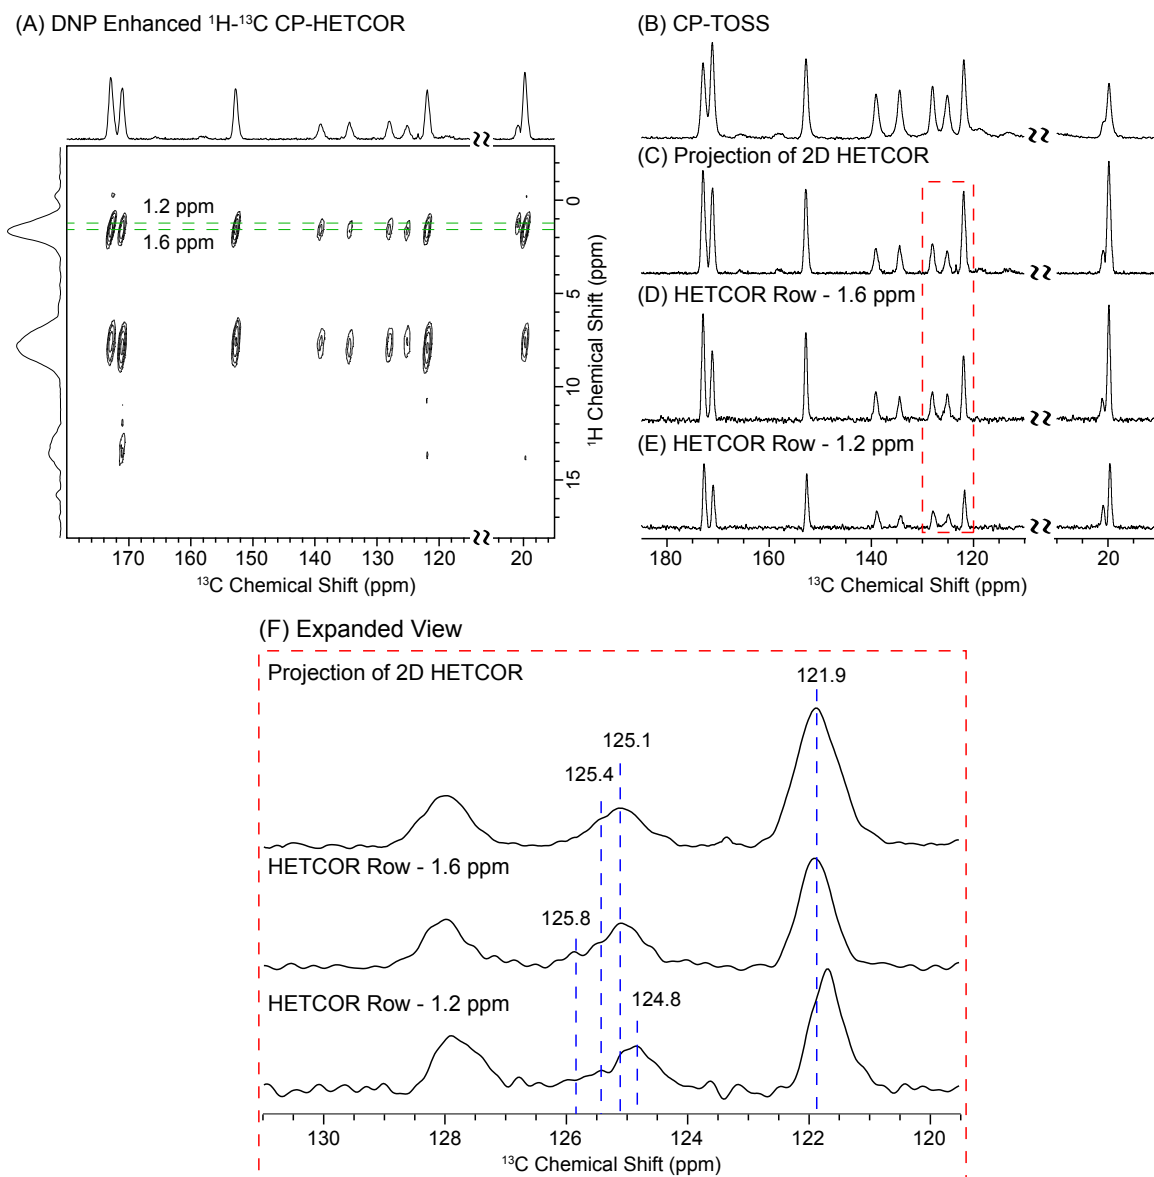 (A) DNP Enhanced ¹H-¹³C CP-HETCOR
1.2 ppm
1.6 ppm
0
5
10
15
¹H Chemical Shift (ppm)
170 160 150 140 130 120 20
¹³C Chemical Shift (ppm)
(B) CP-TOSS
(C) Projection of 2D HETCOR
(D) HETCOR Row - 1.6 ppm
(E) HETCOR Row - 1.2 ppm
180 160 140 120 20
¹³C Chemical Shift (ppm)
(F) Expanded View
Projection of 2D HETCOR
121.9
125.1
125.4
HETCOR Row - 1.6 ppm
125.8
HETCOR Row - 1.2 ppm
124.8
130 128 126 124 122 120
¹³C Chemical Shift (ppm)